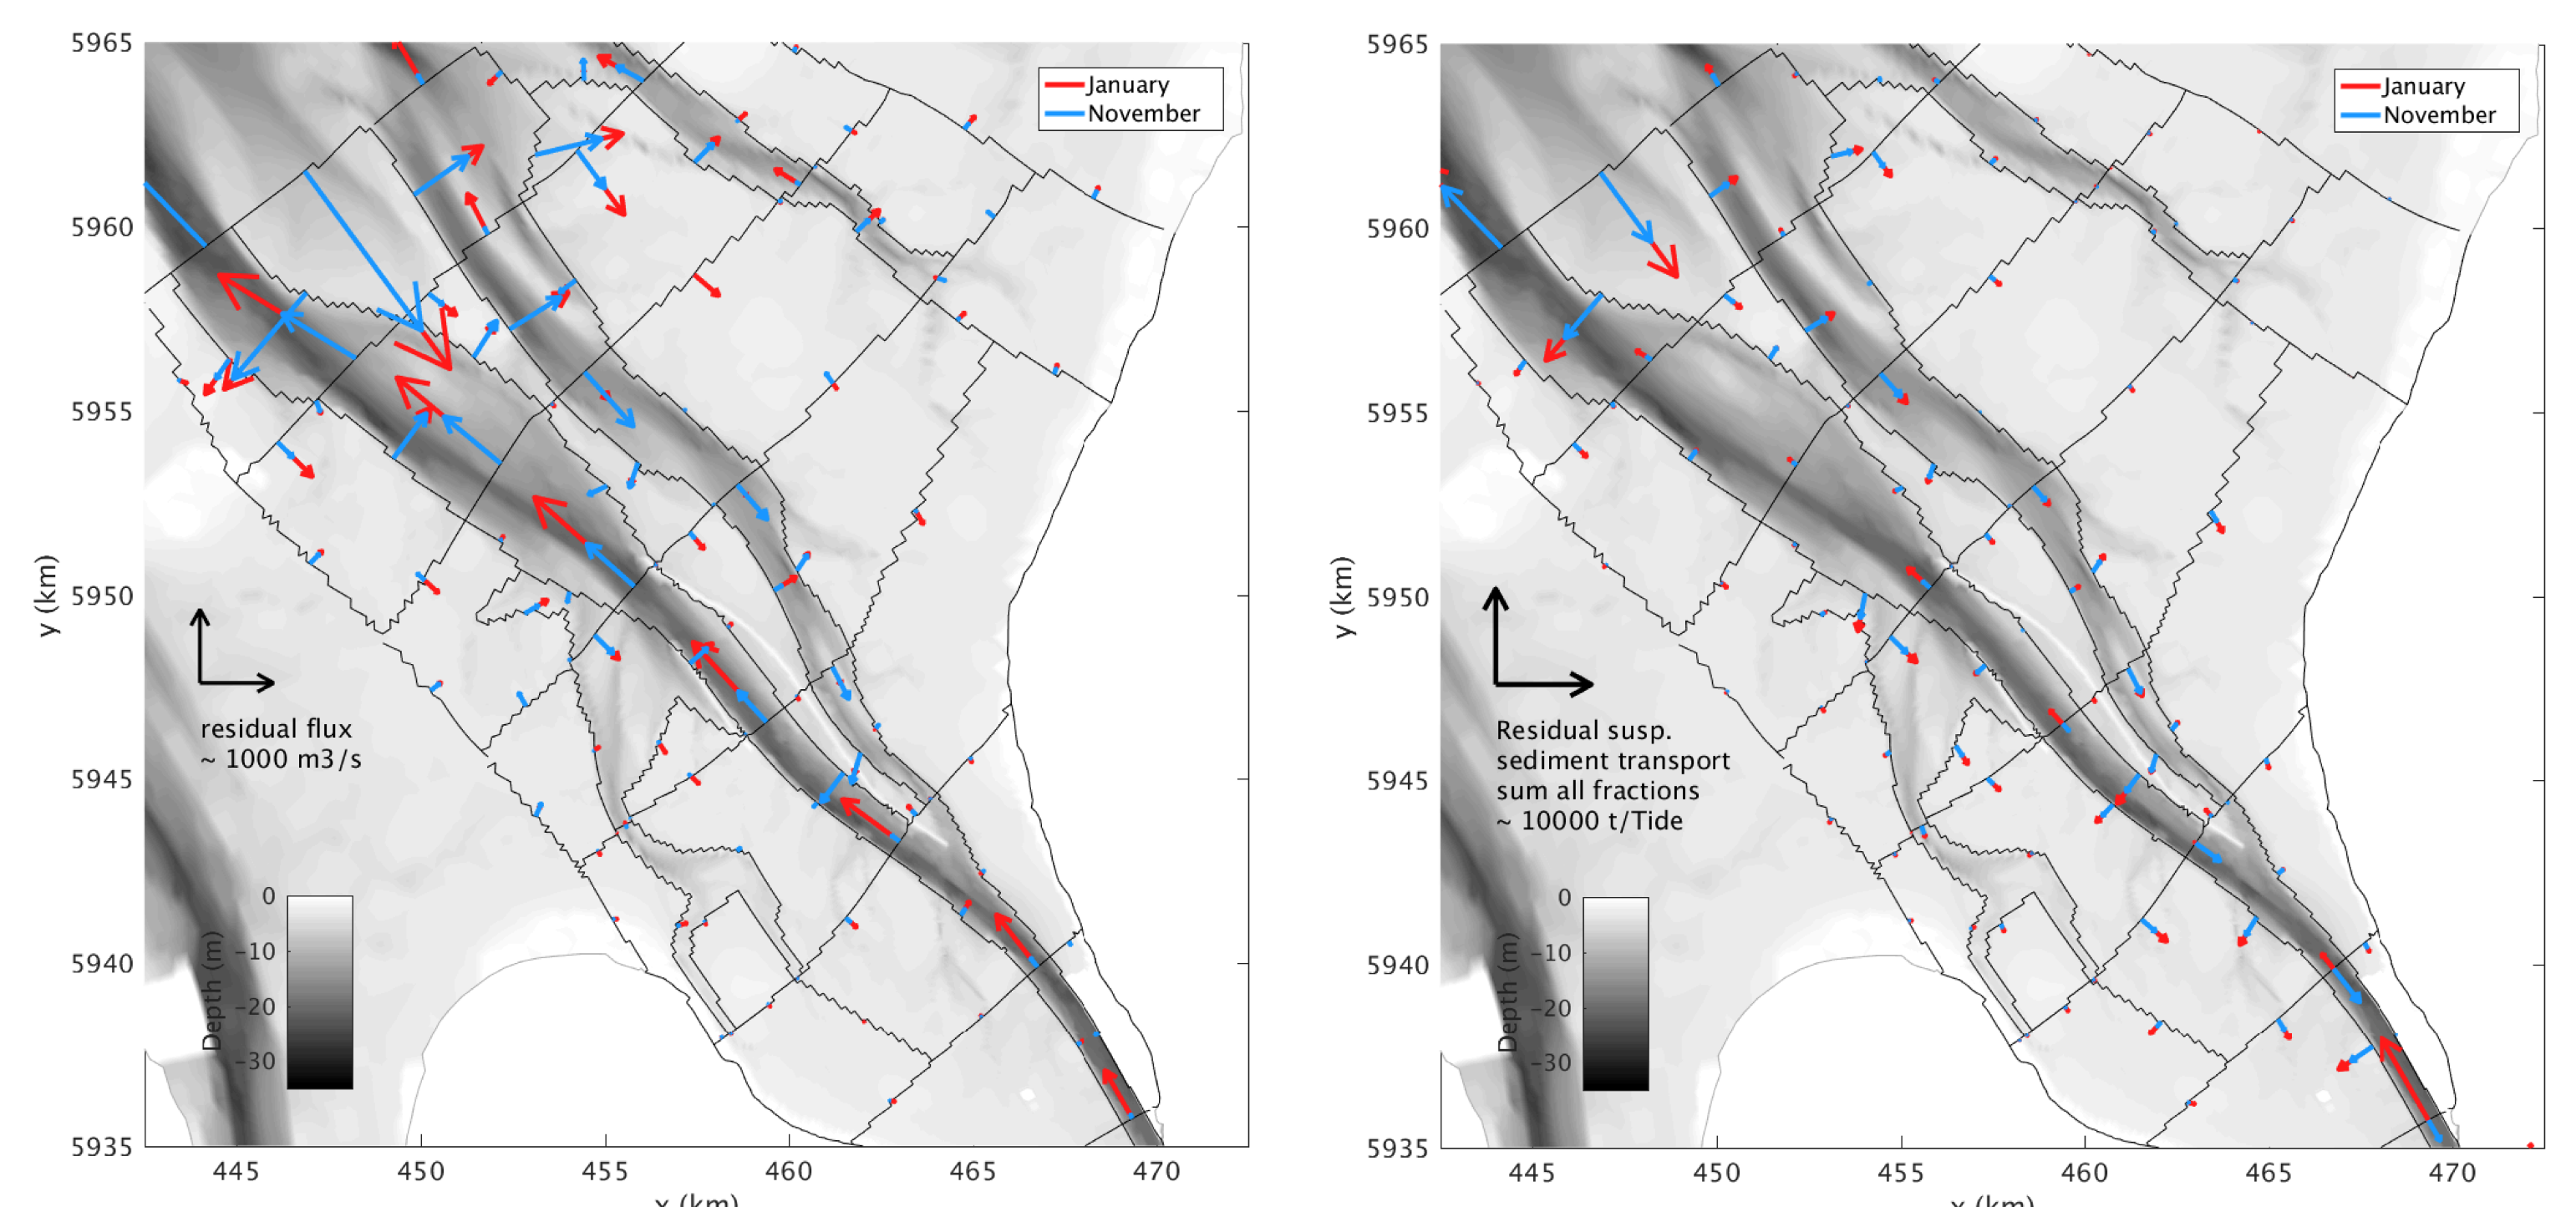 5965
5960
5955
5950
5945
5940
5935
y (km)
January
November
residual flux
~ 1000 m3/s
0
-10
-20
-30
Depth (m)
445
450
455
460
465
470
x (km)
5965
5960
5955
5950
5945
5940
5935
y (km)
January
November
Residual susp.
sediment transport
sum all fractions
~ 10000 t/Tide
0
-10
-20
-30
Depth (m)
445
450
455
460
465
470
x (km)